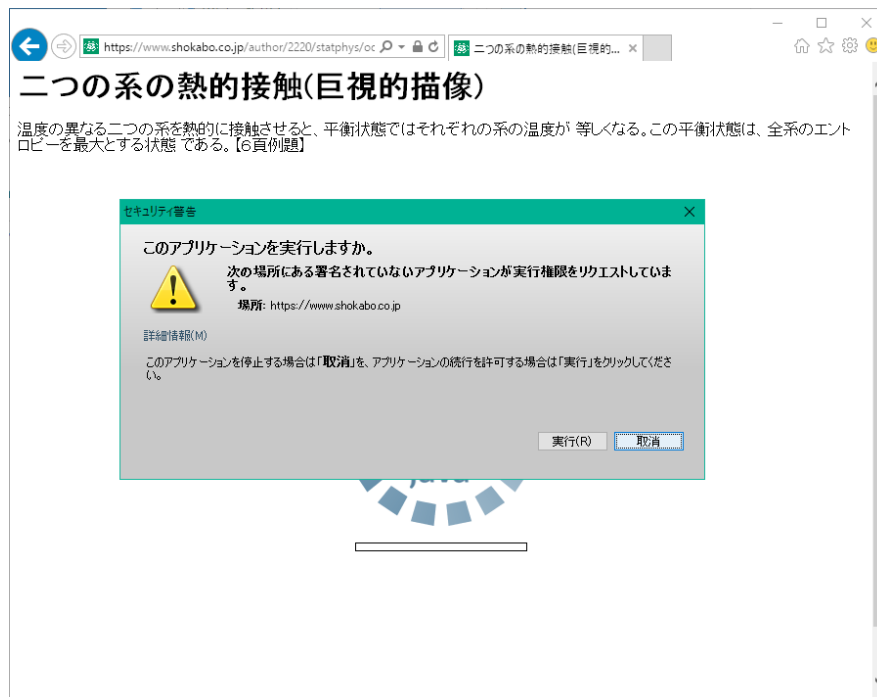 https://www.shokabo.co.jp/author/2220/statphys/oc
二つの系の熱的接触(巨視的...
二つの系の熱的接触(巨視的描像)
温度の異なる二つの系を熱的に接触させると、平衡状態ではそれぞれの系の温度が 等しくなる。この平衡状態は、全系のエント
ロピーを最大とする状態 である。【6頁例題】
セキュリティ警告
このアプリケーションを実行しますか。
次の場所にある署名されていないアプリケーションが実行権限をリクエストしていま
す。
場所: https://www.shokabo.co.jp
詳細情報(M)
このアプリケーションを停止する場合は「取消」を、アプリケーションの続行を許可する場合は「実行」をクリックしてくださ
い。
実行(R)
取消